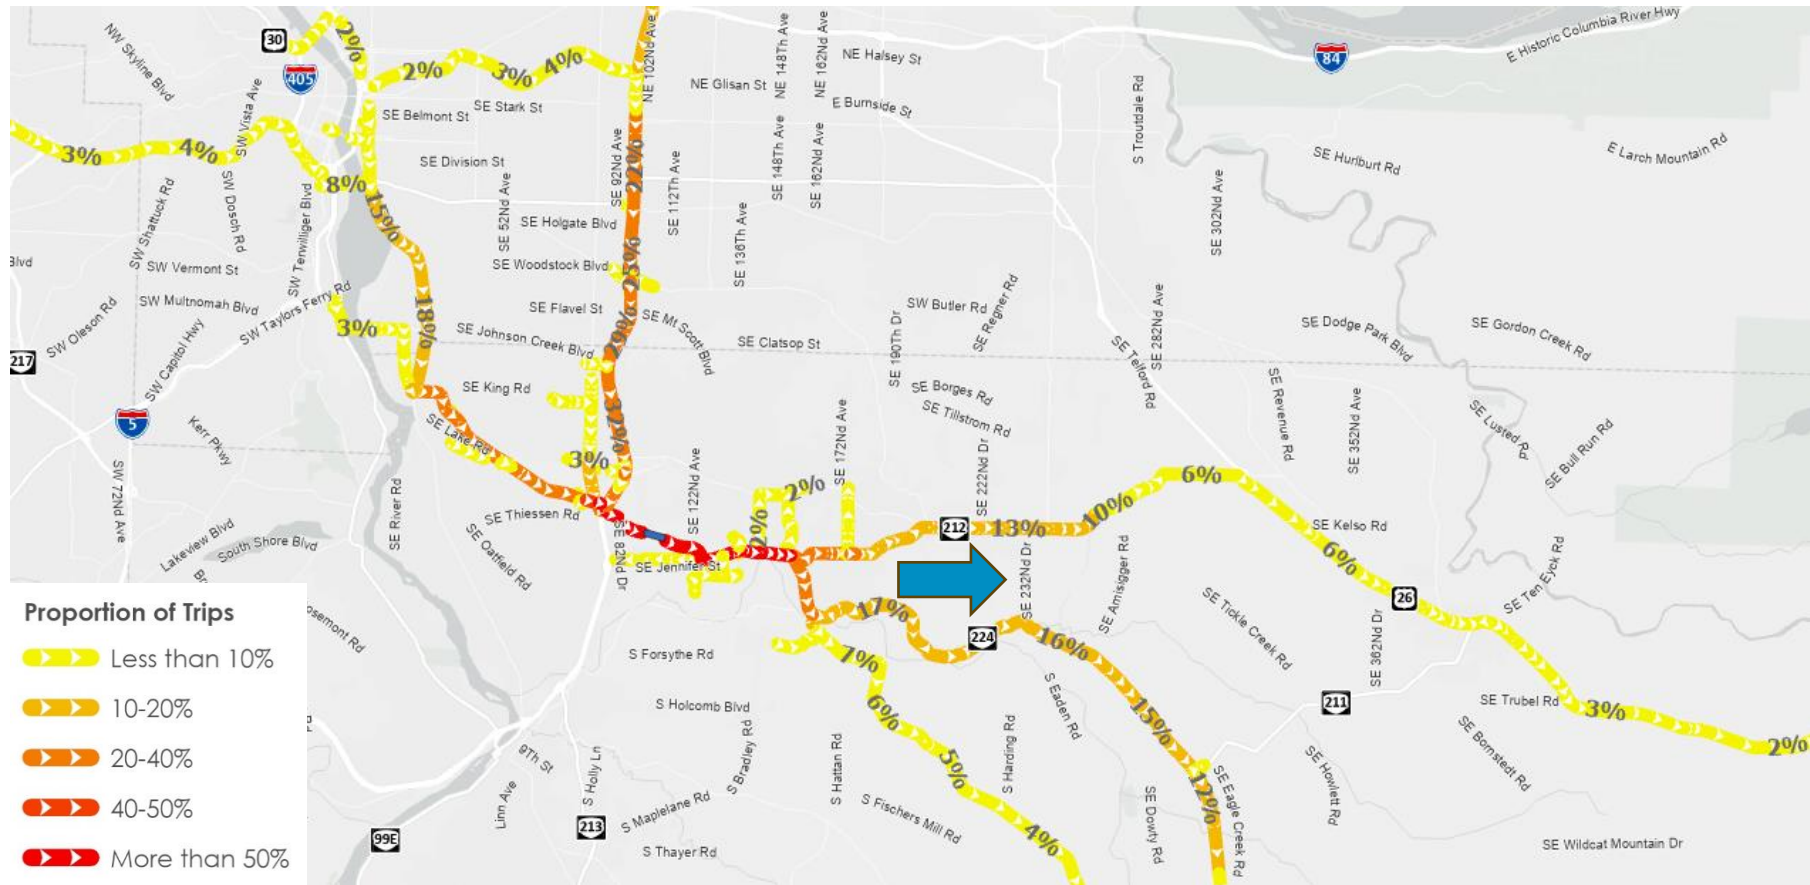 30
405
2%
2%
3%
4%
NE 102Nd Ave
NE 148Th Ave
NE 162Nd Ave
NE Halsey St
84
E Historic Columbia River Hwy
NW Skyline Blvd
SW Vista Ave
SE Belmont St
SE Stark St
NE Glisan St
E Burnside St
S Troutdale Rd
3%
4%
8%
15%
SE Division St
SE 92Nd Ave
22%
SE 112Th Ave
SE 148Th Ave
SE 162Nd Ave
SE Hurlburt Rd
E Larch Mountain Rd
SW Shattuck Rd
SW Dosch Rd
SW Terwilliger Blvd
SE 52Nd Ave
SE Holgate Blvd
SE 136Th Ave
SE 302Nd Ave
Blvd
SW Vermont St
SE Woodstock Blvd
25%
SW Oleson Rd
SW Multnomah Blvd
SW Capitol Hwy
SW Taylors Ferry Rd
3%
18%
SE Flavel St
SE Johnson Creek Blvd
29%
SE Mt Scott Blvd
SE Clatsop St
SE 190Th Dr
SW Butler Rd
SE Regner Rd
SE 282Nd Ave
SE Telford Rd
SE Dodge Park Blvd
SE Gordon Creek Rd
217
5
SE King Rd
32%
SE Borges Rd
SE Tillstrom Rd
SE Revenue Rd
SE 352Nd Ave
SE Lusted Rd
SE Bull Run Rd
Kerr Pkwy
SE Lake Rd
3%
SE 172Nd Ave
SE 222Nd Dr
SW 72Nd Ave
SE River Rd
SE Thiessen Rd
SE 122Nd Ave
2%
2%
212
13%
10%
6%
SE Kelso Rd
Lakeview Blvd
South Shore Blvd
SE Oatfield Rd
SE 82Nd Dr
SE Jennifer St
SE 232Nd Dr
SE Amisigger Rd
6%
SE Ten Eyck Rd
26
SE Tickle Creek Rd
SE 362Nd Dr
17%
224
16%
osemont Rd
S Forsythe Rd
7%
6%
S Eaden Rd
15%
211
SE Trubel Rd
3%
2%
S Holcomb Blvd
S Bradley Rd
S Hattan Rd
S Harding Rd
5%
SE Howlett Rd
SE Bornstedt Rd
9Th St
Linn Ave
S Holly Ln
S Maplelane Rd
S Fischers Mill Rd
4%
12%
SE Dowty Rd
SE Eagle Creek Rd
SE Wildcat Mountain Dr
99E
213
S Thayer Rd
Proportion of Trips
Less than 10%
10-20%
20-40%
40-50%
More than 50%